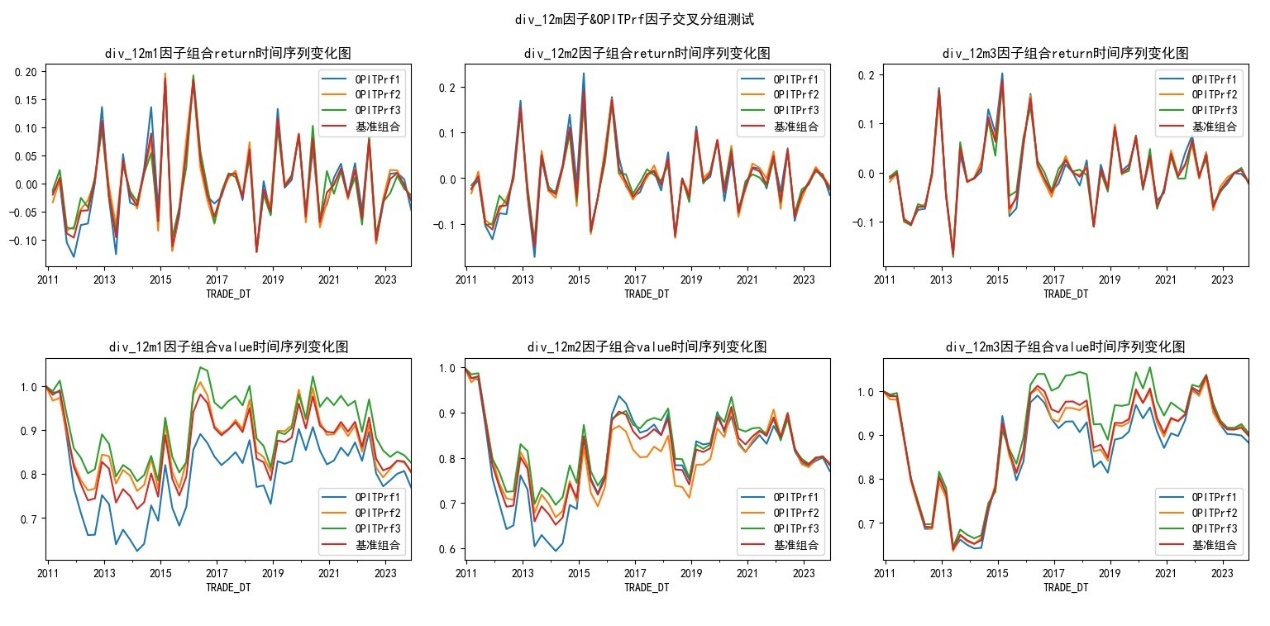 div_12m因子&OPITPrf因子交叉分组测试
div_12m1因子组合return时间序列变化图
0.20
0.15
0.10
0.05
0.00
−0.05
−0.10
OPITPrf1
OPITPrf2
OPITPrf3
基准组合
2011 2013 2015 2017 2019 2021 2023
TRADE_DT
div_12m2因子组合return时间序列变化图
0.2
0.1
0.0
−0.1
OPITPrf1
OPITPrf2
OPITPrf3
基准组合
2011 2013 2015 2017 2019 2021 2023
TRADE_DT
div_12m3因子组合return时间序列变化图
0.2
0.1
0.0
−0.1
OPITPrf1
OPITPrf2
OPITPrf3
基准组合
2011 2013 2015 2017 2019 2021 2023
TRADE_DT
div_12m1因子组合value时间序列变化图
1.0
0.9
0.8
0.7
OPITPrf1
OPITPrf2
OPITPrf3
基准组合
2011 2013 2015 2017 2019 2021 2023
TRADE_DT
div_12m2因子组合value时间序列变化图
1.0
0.9
0.8
0.7
0.6
OPITPrf1
OPITPrf2
OPITPrf3
基准组合
2011 2013 2015 2017 2019 2021 2023
TRADE_DT
div_12m3因子组合value时间序列变化图
1.0
0.9
0.8
0.7
OPITPrf1
OPITPrf2
OPITPrf3
基准组合
2011 2013 2015 2017 2019 2021 2023
TRADE_DT